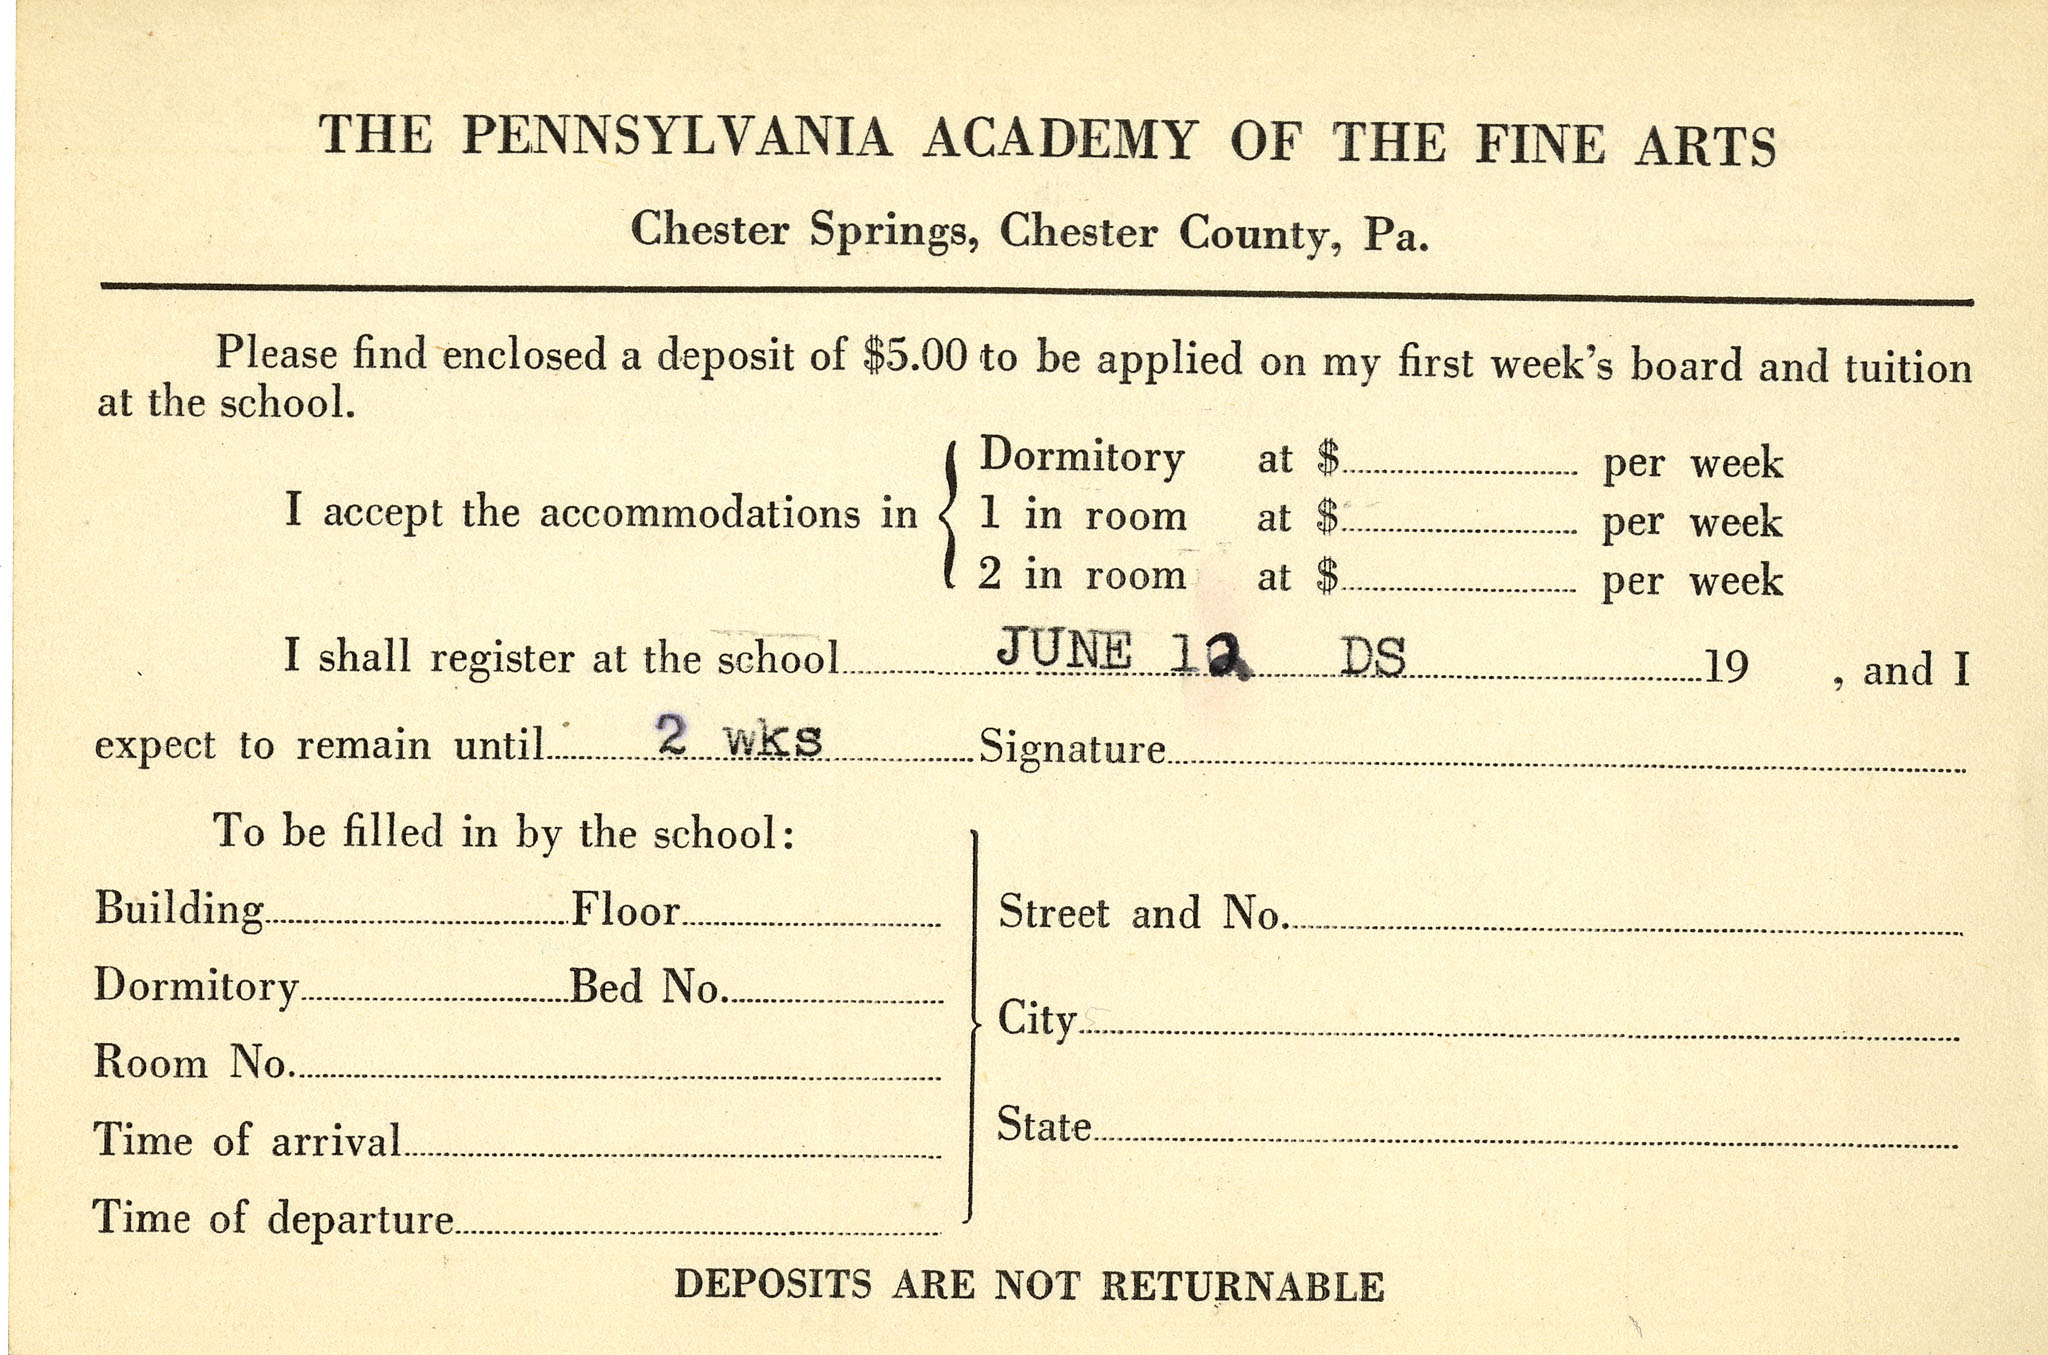 THE PENNSYLVANIA ACADEMY OF THE FINE ARTS
Chester Springs, Chester County, Pa.
Please find enclosed a deposit of $5.00 to be applied on my first week's board and tuition
at the school.
I accept the accommodations in
Dormitory at $ per week
1 in room at $ per week
2 in room at $ per week
I shall register at the school JUNE 12 DS 19 , and I
expect to remain until 2 wks Signature
To be filled in by the school:
Building Floor
Dormitory Bed No.
Room No.
Time of arrival
Time of departure
Street and No.
City
State
DEPOSITS ARE NOT RETURNABLE